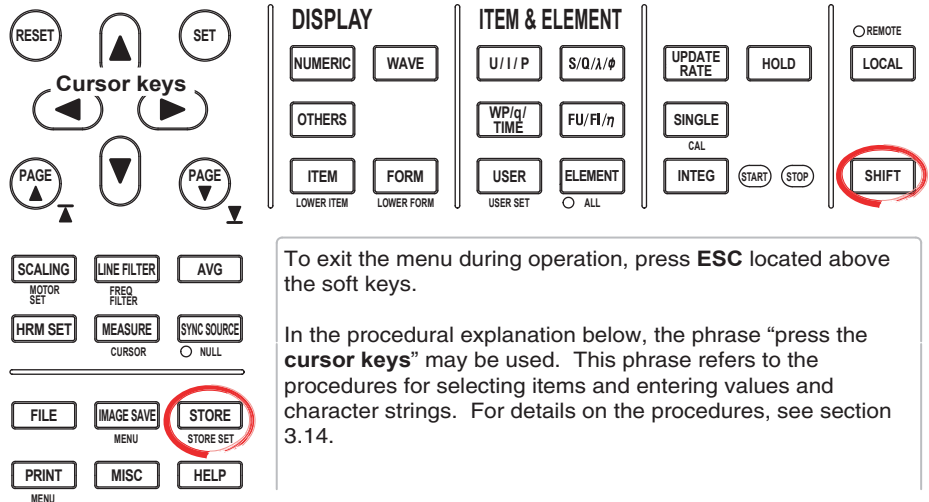 RESET
SET
Cursor keys
PAGE
PAGE
DISPLAY
NUMERIC
WAVE
OTHERS
ITEM
FORM
LOWER ITEM
LOWER FORM
ITEM & ELEMENT
U/I/P
S/Q/λ/ϕ
WP/q/
TIME
FU/FI/η
USER
ELEMENT
USER SET
ALL
UPDATE
RATE
HOLD
SINGLE
CAL
INTEG
START
STOP
REMOTE
LOCAL
SHIFT
SCALING
LINE FILTER
AVG
MOTOR
SET
FREQ
FILTER
HRM SET
MEASURE
SYNC SOURCE
CURSOR
NULL
FILE
IMAGE SAVE
STORE
MENU
STORE SET
PRINT
MISC
HELP
MENU
To exit the menu during operation, press ESC located above
the soft keys.
In the procedural explanation below, the phrase “press the
cursor keys” may be used. This phrase refers to the
procedures for selecting items and entering values and
character strings. For details on the procedures, see section
3.14.